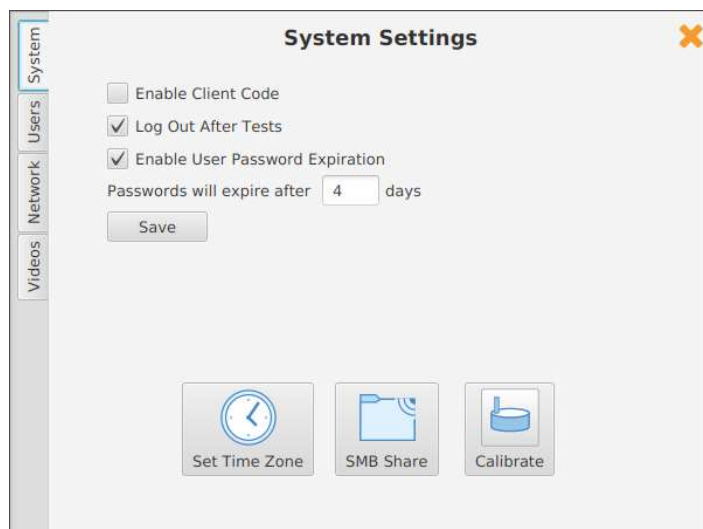 System Settings
System
Users
Network
Videos
Enable Client Code
Log Out After Tests
Enable User Password Expiration
Passwords will expire after 4 days
Save
Set Time Zone
SMB Share
Calibrate